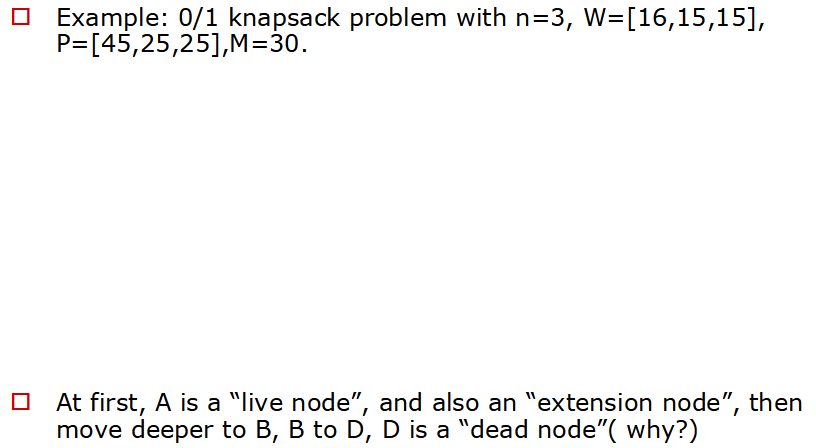 Example: 0/1 knapsack problem with n=3, W=[16,15,15],
P=[45,25,25],M=30.
At first, A is a “live node”, and also an “extension node”, then
move deeper to B, B to D, D is a “dead node”( why?)